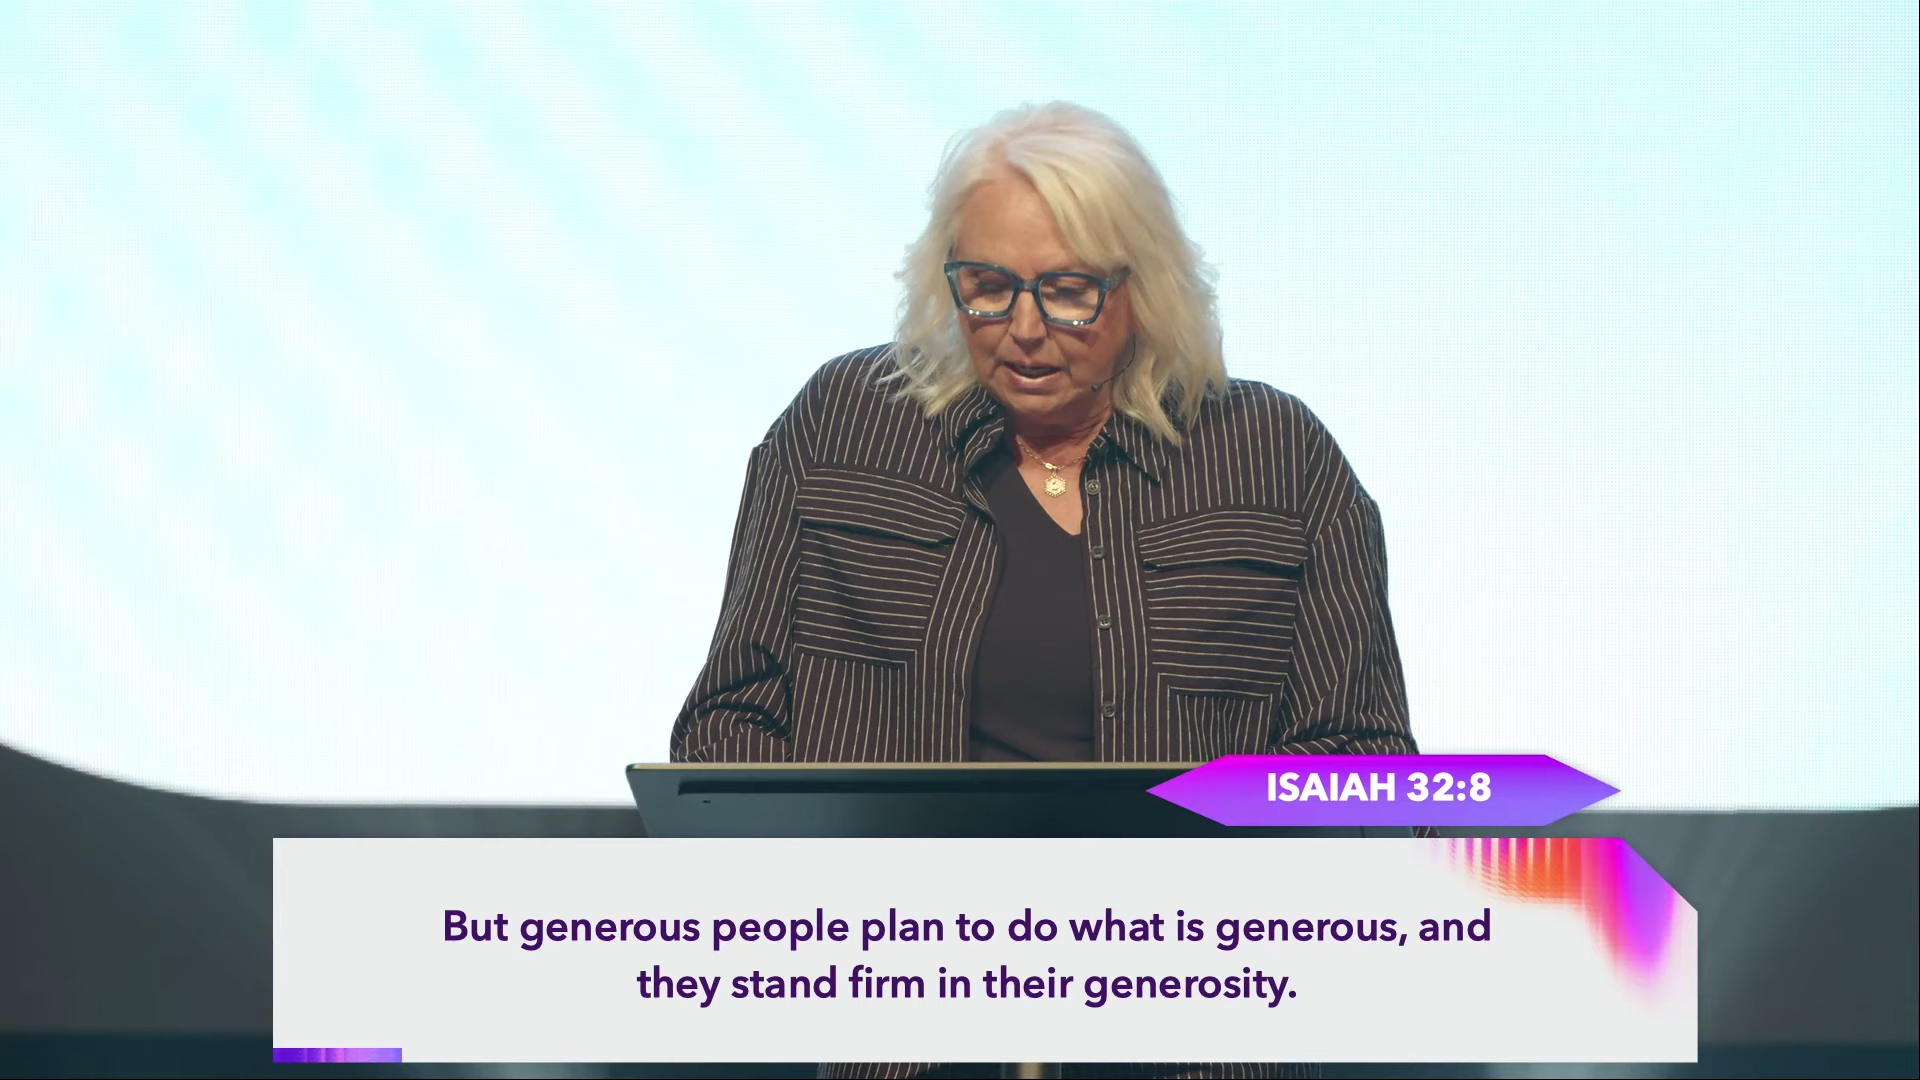 ISAIAH 32:8
But generous people plan to do what is generous, and
they stand firm in their generosity.